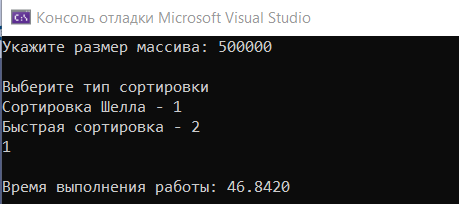 Консоль отладки Microsoft Visual Studio
Укажите размер массива: 500000
Выберите тип сортировки
Сортировка Шелла - 1
Быстрая сортировка - 2
1
Время выполнения работы: 46.8420